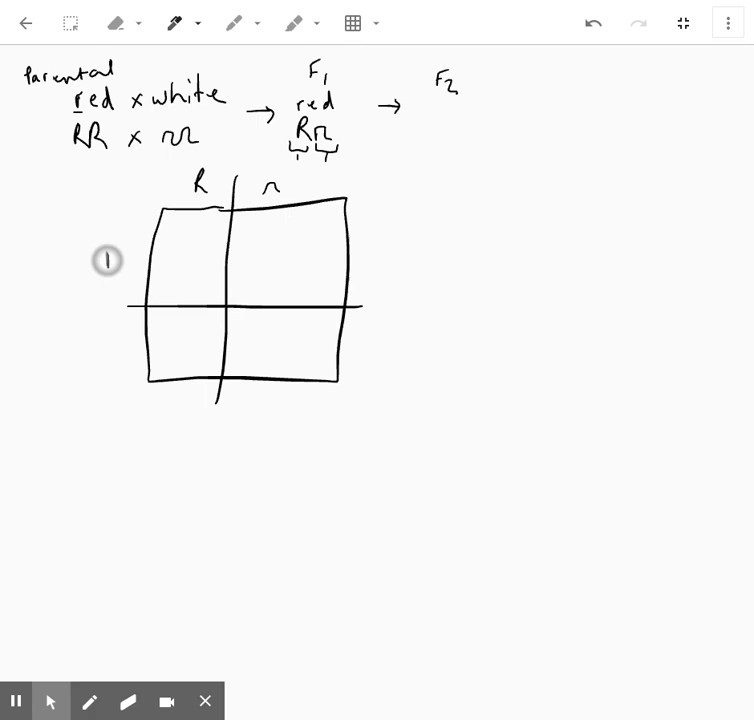 Parental
red x white → F1 red → F2
RR x rr Rr
R r